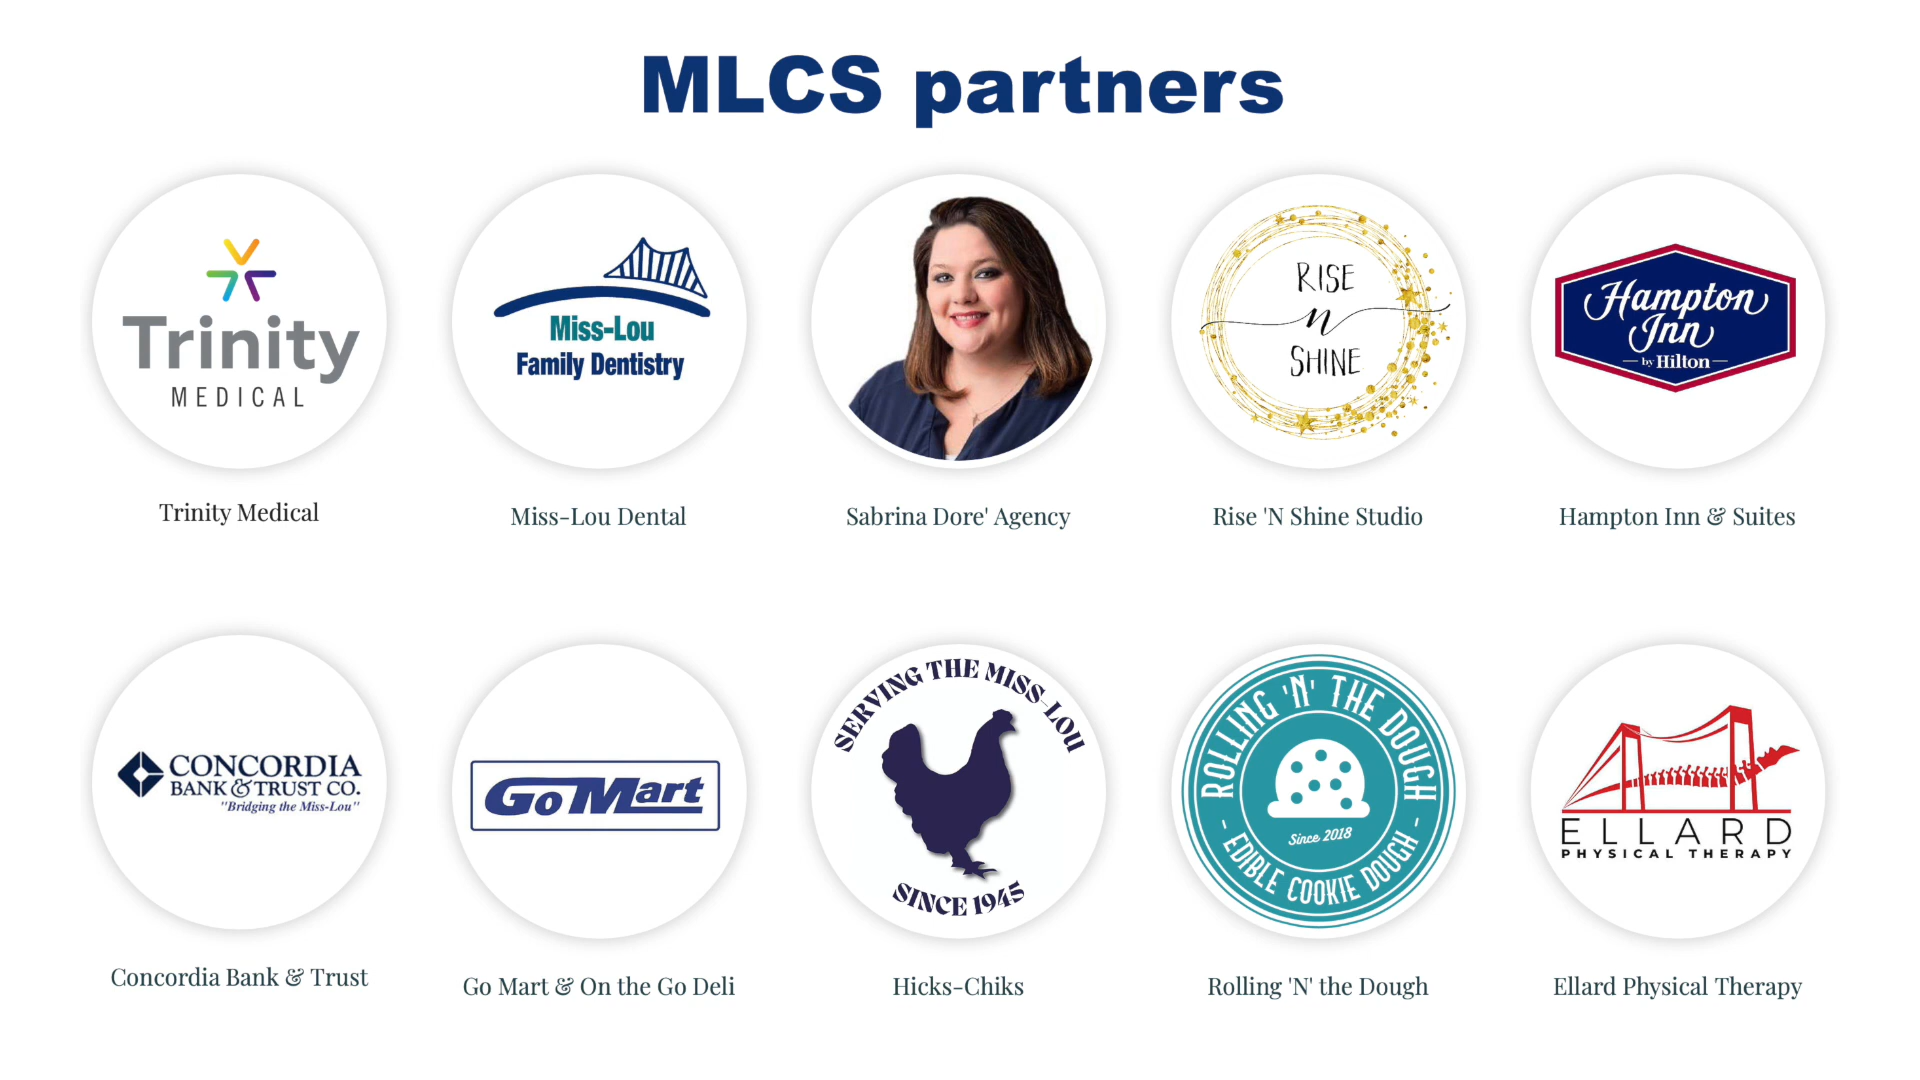 MLCS partners
Trinity
MEDICAL
Trinity Medical
Miss-Lou
Family Dentistry
Miss-Lou Dental
Sabrina Dore' Agency
RISE
n
SHINE
Rise 'N Shine Studio
Hampton
Inn
by Hilton
Hampton Inn & Suites
CONCORDIA
BANK & TRUST CO.
"Bridging the Miss-Lou"
Concordia Bank & Trust
Go Mart
Go Mart & On the Go Deli
SERVING THE MISS-LOU
SINCE 1945
Hicks-Chiks
ROLLING 'N' THE DOUGH
Since 2018
- EDIBLE COOKIE DOUGH -
Rolling 'N' the Dough
ELLARD
PHYSICAL THERAPY
Ellard Physical Therapy